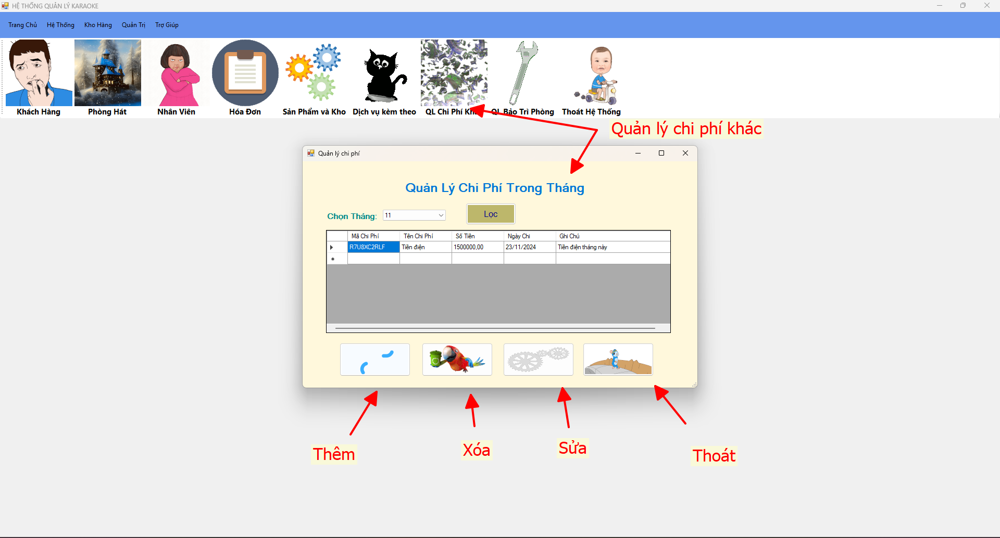 HỆ THỐNG QUẢN LÝ KARAOKE
Trang Chủ Hệ Thống Kho Hàng Quản Trị Trợ Giúp
Khách Hàng Phòng Hát Nhân Viên Hóa Đơn Sản Phẩm và Kho Dịch vụ kèm theo QL Chi Phí QL Bảo Trì Phòng Thoát Hệ Thống
Quản lý chi phí khác
Quản lý chi phí
Quản Lý Chi Phí Trong Tháng
Chọn Tháng: 11 Lọc
Mã Chi Phí Tên Chi Phí Số Tiền Ngày Chi Ghi Chú
R7U8XC2RLF Tiền điện 1500000,00 23/11/2024 Tiền điện tháng này
Thêm Xóa Sửa Thoát